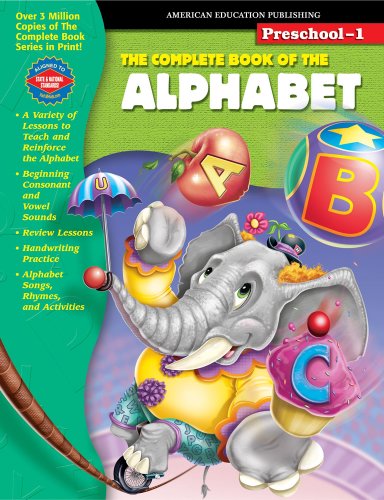 AMERICAN EDUCATION PUBLISHING
Over 3 Million
Copies of The
Complete Book
Series in Print!
Preschool–1
THE COMPLETE BOOK OF THE
ALPHABET
ALIGNED TO
STATE & NATIONAL
STANDARDS
• A Variety of
Lessons to
Teach and
Reinforce
the Alphabet
• Beginning
Consonant
and Vowel
Sounds
• Review Lessons
• Handwriting
Practice
• Alphabet
Songs,
Rhymes,
and Activities
U
A
B
C